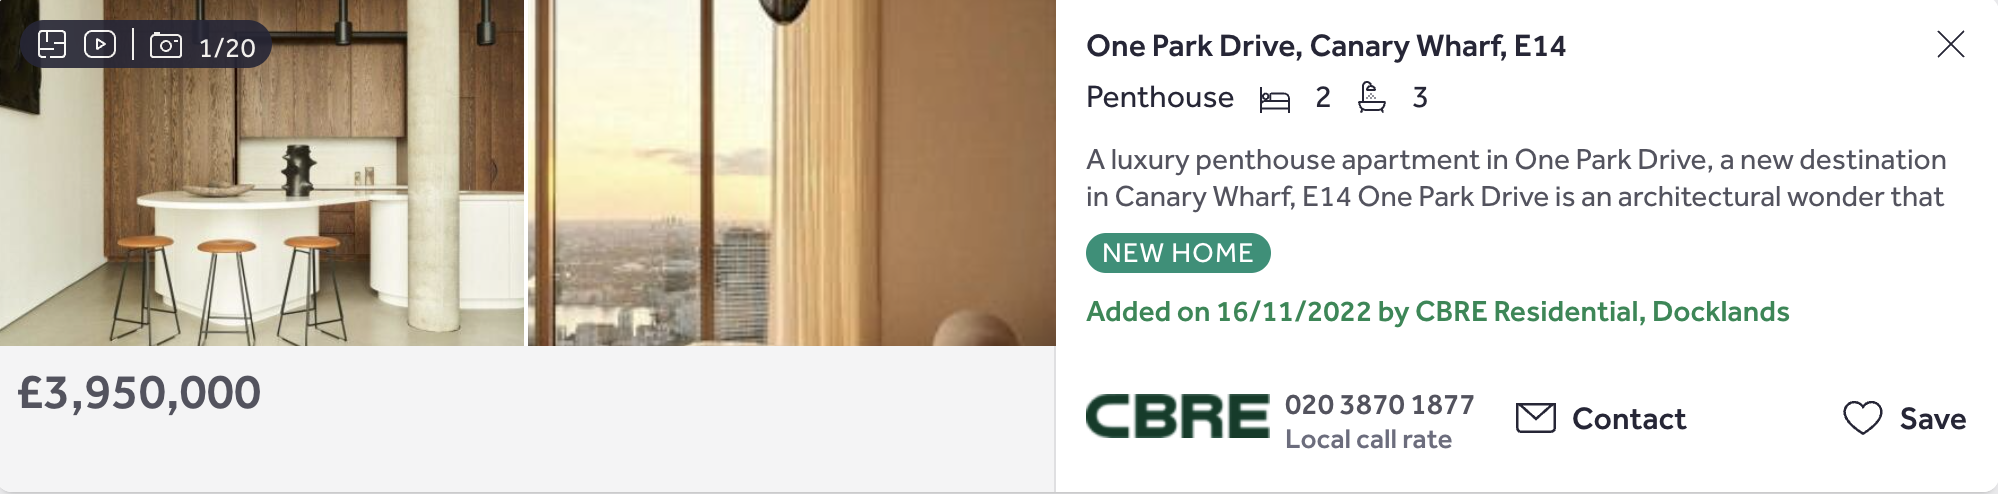 1/20
£3,950,000
One Park Drive, Canary Wharf, E14
Penthouse 2 3
A luxury penthouse apartment in One Park Drive, a new destination
in Canary Wharf, E14 One Park Drive is an architectural wonder that
NEW HOME
Added on 16/11/2022 by CBRE Residential, Docklands
CBRE
020 3870 1877
Local call rate
Contact
Save